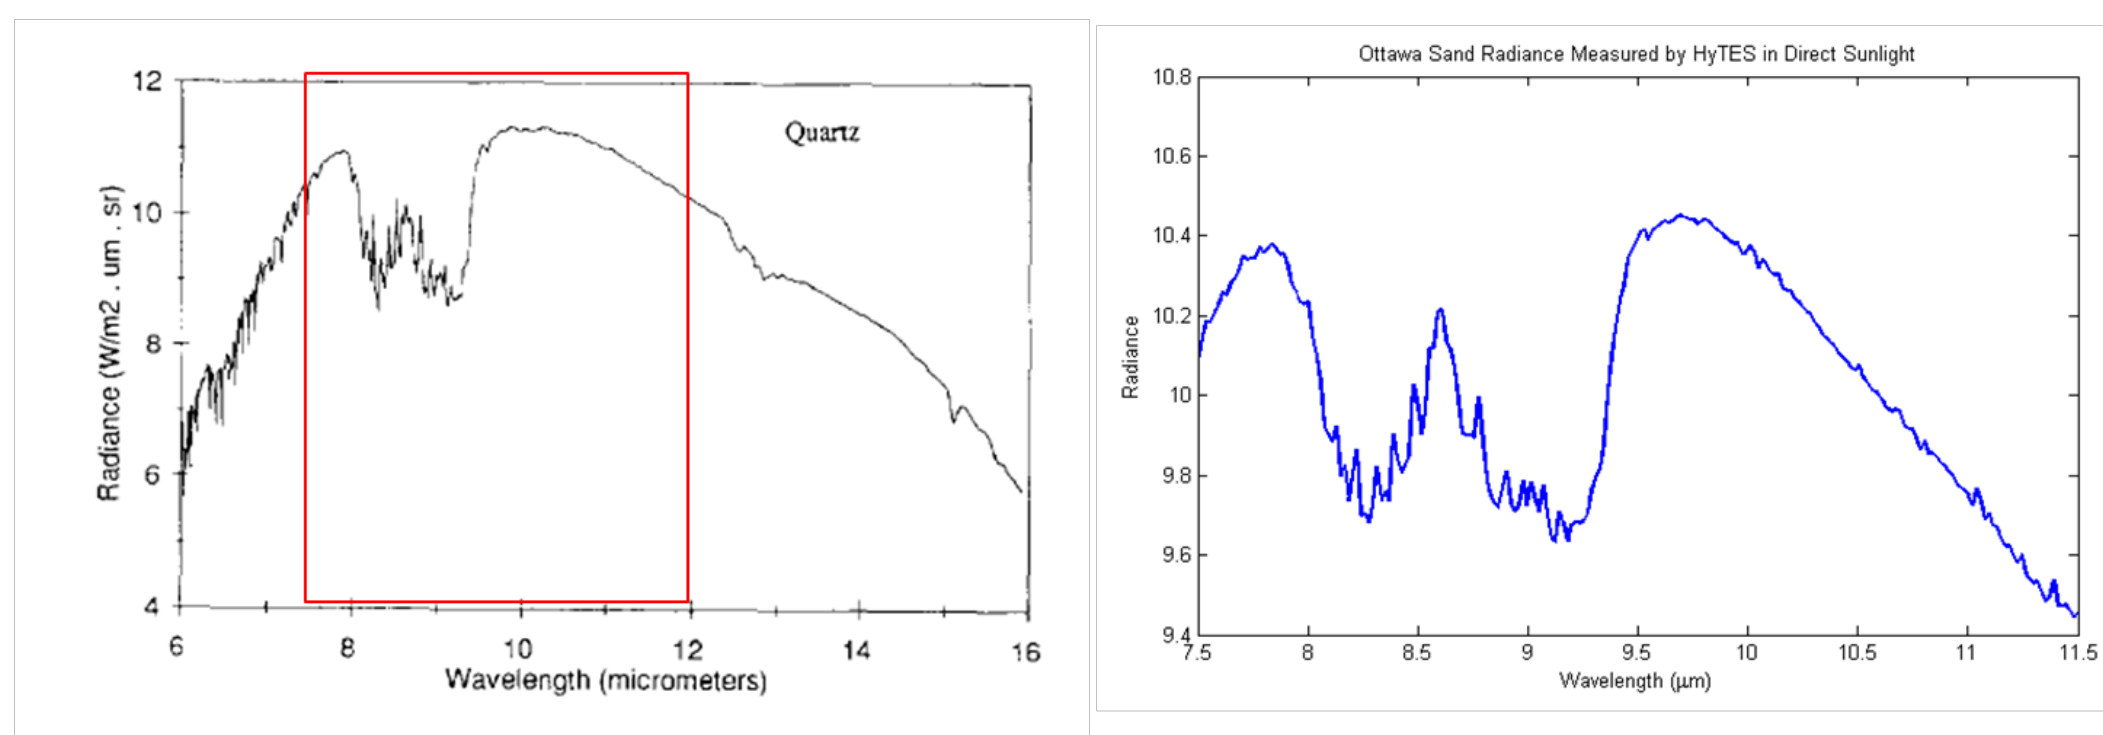 12
10
8
6
4
Radiance (W/m2 . um . sr)
Quartz
6 8 10 12 14 16
Wavelength (micrometers)
Ottawa Sand Radiance Measured by HyTES in Direct Sunlight
10.8
10.6
10.4
10.2
10
9.8
9.6
9.4
Radiance
7.5 8 8.5 9 9.5 10 10.5 11 11.5
Wavelength (μm)